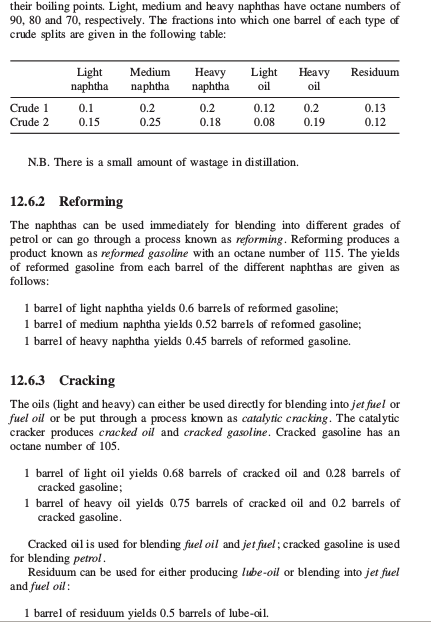 their boiling points. Light, medium and heavy naphthas have octane numbers of
90, 80 and 70, respectively. The fractions into which one barrel of each type of
crude splits are given in the following table:
Light Medium Heavy Light Heavy Residuum
naphtha naphtha naphtha oil oil
Crude 1 0.1 0.2 0.2 0.12 0.2 0.13
Crude 2 0.15 0.25 0.18 0.08 0.19 0.12
N.B. There is a small amount of wastage in distillation.
12.6.2 Reforming
The naphthas can be used immediately for blending into different grades of
petrol or can go through a process known as reforming. Reforming produces a
product known as reformed gasoline with an octane number of 115. The yields
of reformed gasoline from each barrel of the different naphthas are given as
follows:
1 barrel of light naphtha yields 0.6 barrels of reformed gasoline;
1 barrel of medium naphtha yields 0.52 barrels of reformed gasoline;
1 barrel of heavy naphtha yields 0.45 barrels of reformed gasoline.
12.6.3 Cracking
The oils (light and heavy) can either be used directly for blending into jet fuel or
fuel oil or be put through a process known as catalytic cracking. The catalytic
cracker produces cracked oil and cracked gasoline. Cracked gasoline has an
octane number of 105.
1 barrel of light oil yields 0.68 barrels of cracked oil and 0.28 barrels of
cracked gasoline;
1 barrel of heavy oil yields 0.75 barrels of cracked oil and 0.2 barrels of
cracked gasoline.
Cracked oil is used for blending fuel oil and jet fuel; cracked gasoline is used
for blending petrol.
Residuum can be used for either producing lube-oil or blending into jet fuel
and fuel oil:
1 barrel of residuum yields 0.5 barrels of lube-oil.